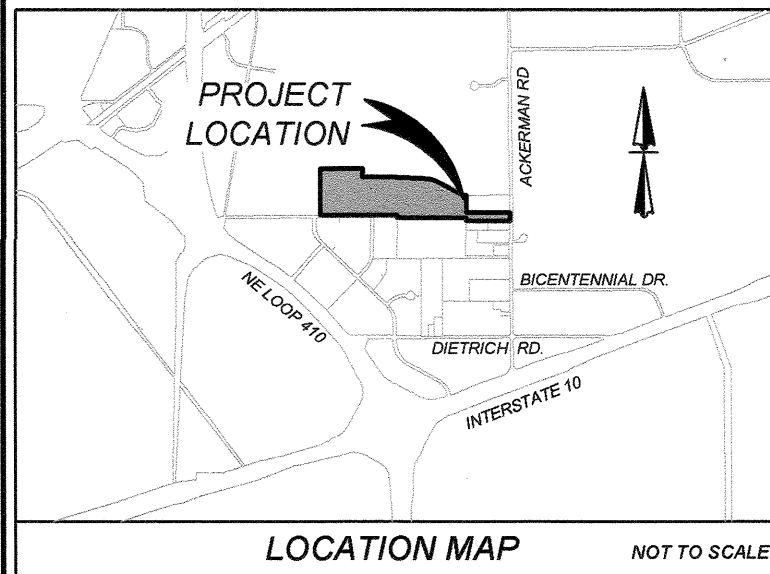 PROJECT
LOCATION
ACKERMAN RD
NE LOOP 410
BICENTENNIAL DR.
DIETRICH RD.
INTERSTATE 10
LOCATION MAP
NOT TO SCALE